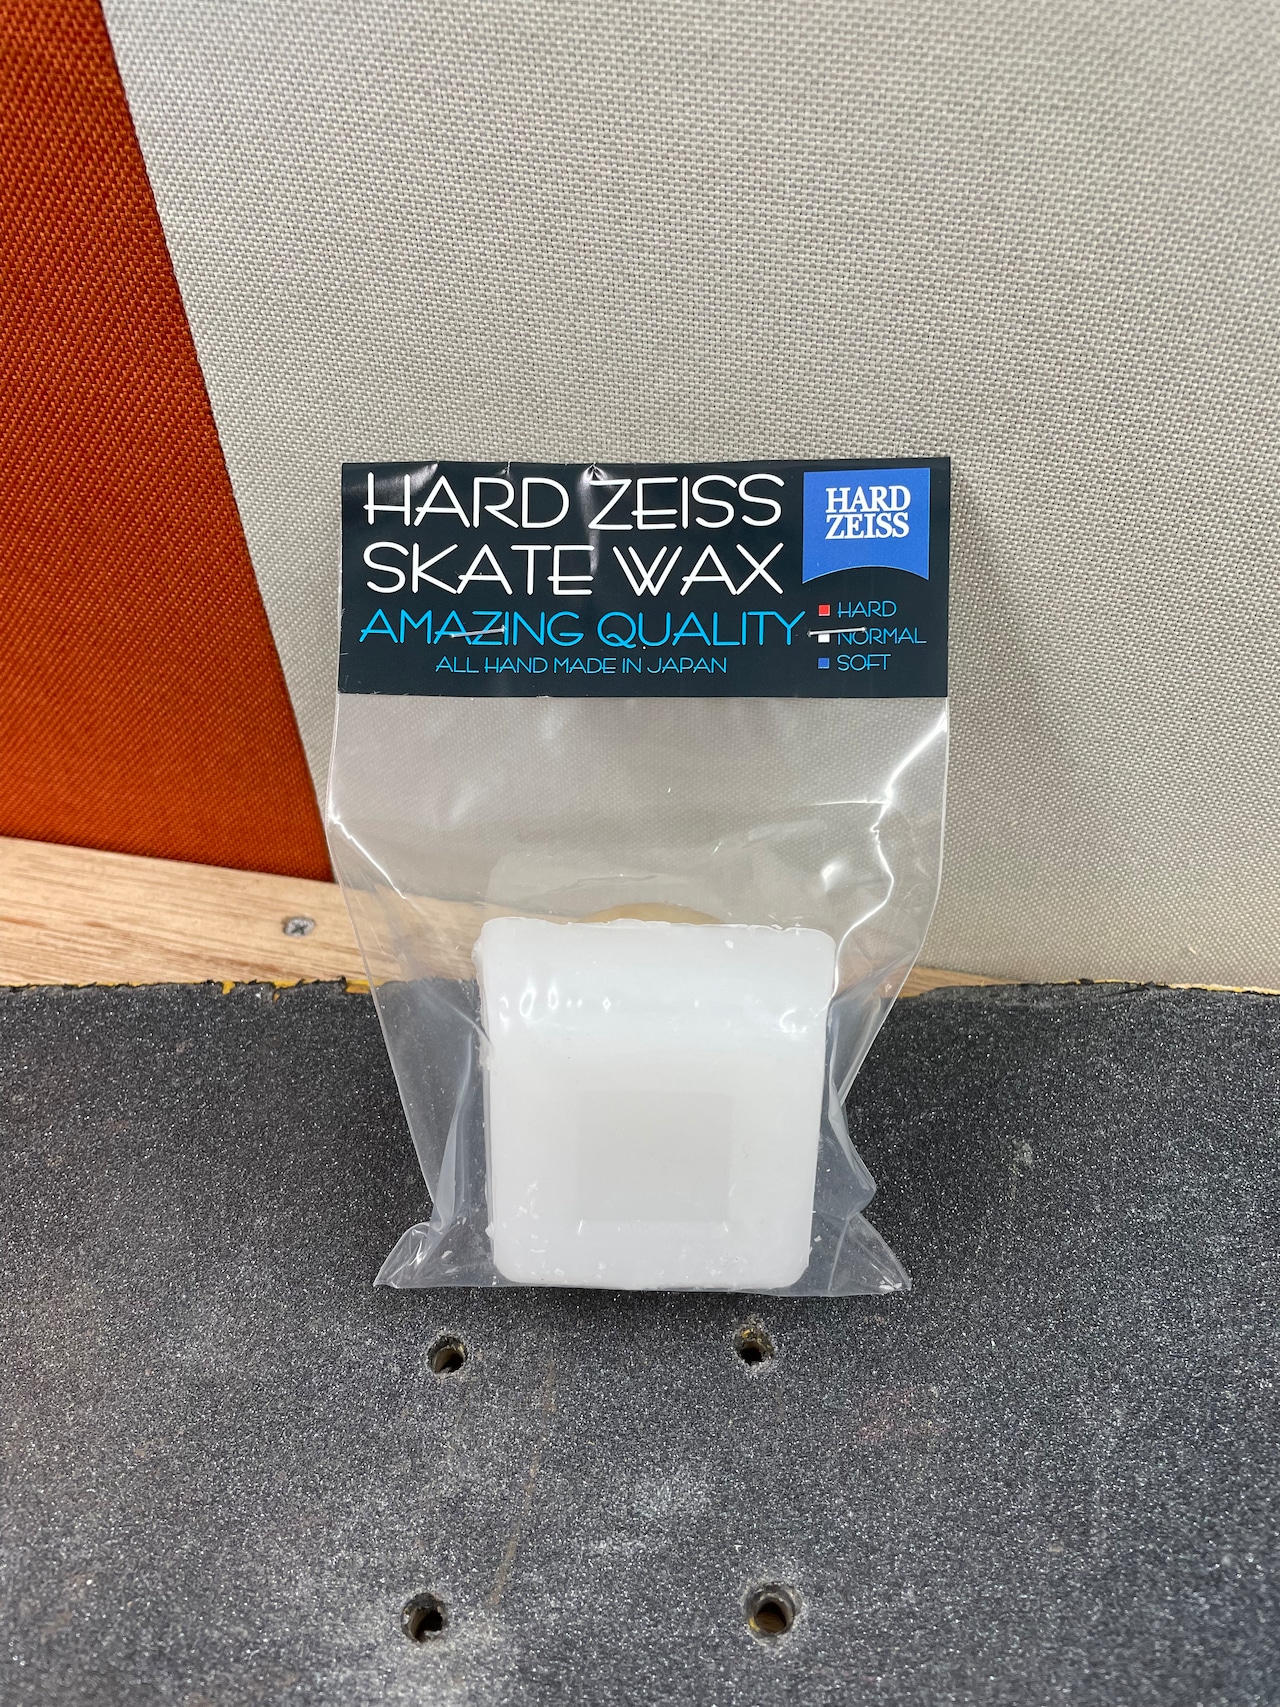 HARD ZEISS
SKATE WAX
AMAZING QUALITY
ALL HAND MADE IN JAPAN
HARD
ZEISS
HARD
NORMAL
SOFT